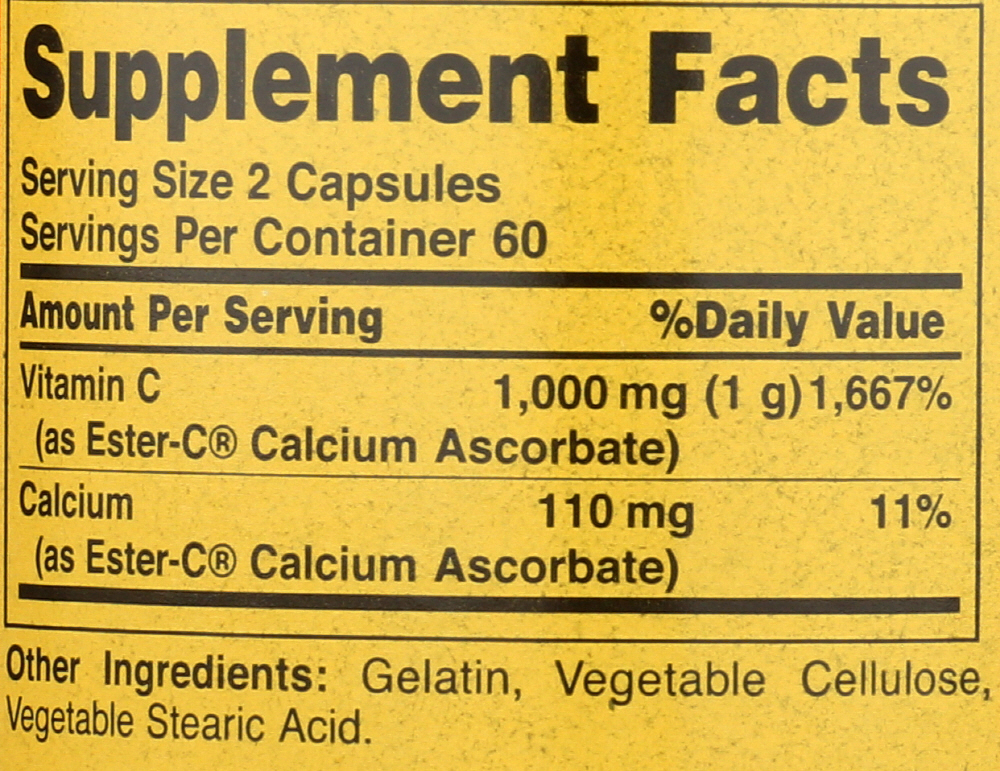 Supplement Facts
Serving Size 2 Capsules
Servings Per Container 60
Amount Per Serving %Daily Value
Vitamin C 1,000 mg (1 g) 1,667%
(as Ester-C® Calcium Ascorbate)
Calcium 110 mg 11%
(as Ester-C® Calcium Ascorbate)
Other Ingredients: Gelatin, Vegetable Cellulose,
Vegetable Stearic Acid.